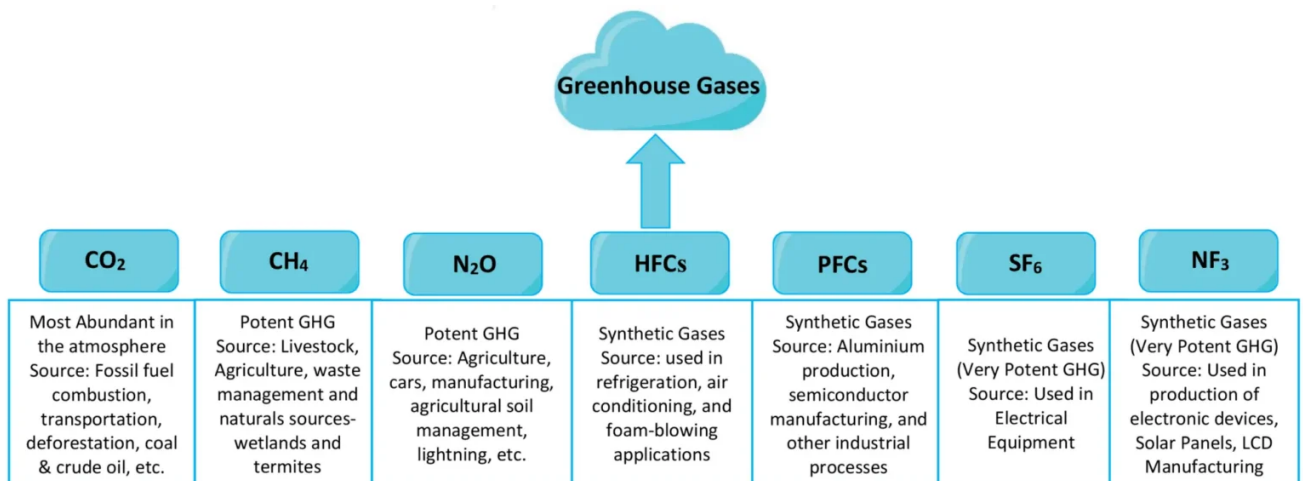 Greenhouse Gases
CO₂
CH₄
N₂O
HFCs
PFCs
SF₆
NF₃
Most Abundant in
the atmosphere
Source: Fossil fuel
combustion,
transportation,
deforestation, coal
& crude oil, etc.
Potent GHG
Source: Livestock,
Agriculture, waste
management and
naturals sources-
wetlands and
termites
Potent GHG
Source: Agriculture,
cars, manufacturing,
agricultural soil
management,
lightning, etc.
Synthetic Gases
Source: used in
refrigeration, air
conditioning, and
foam-blowing
applications
Synthetic Gases
Source: Aluminium
production,
semiconductor
manufacturing, and
other industrial
processes
Synthetic Gases
(Very Potent GHG)
Source: Used in
Electrical
Equipment
Synthetic Gases
(Very Potent GHG)
Source: Used in
production of
electronic devices,
Solar Panels, LCD
Manufacturing